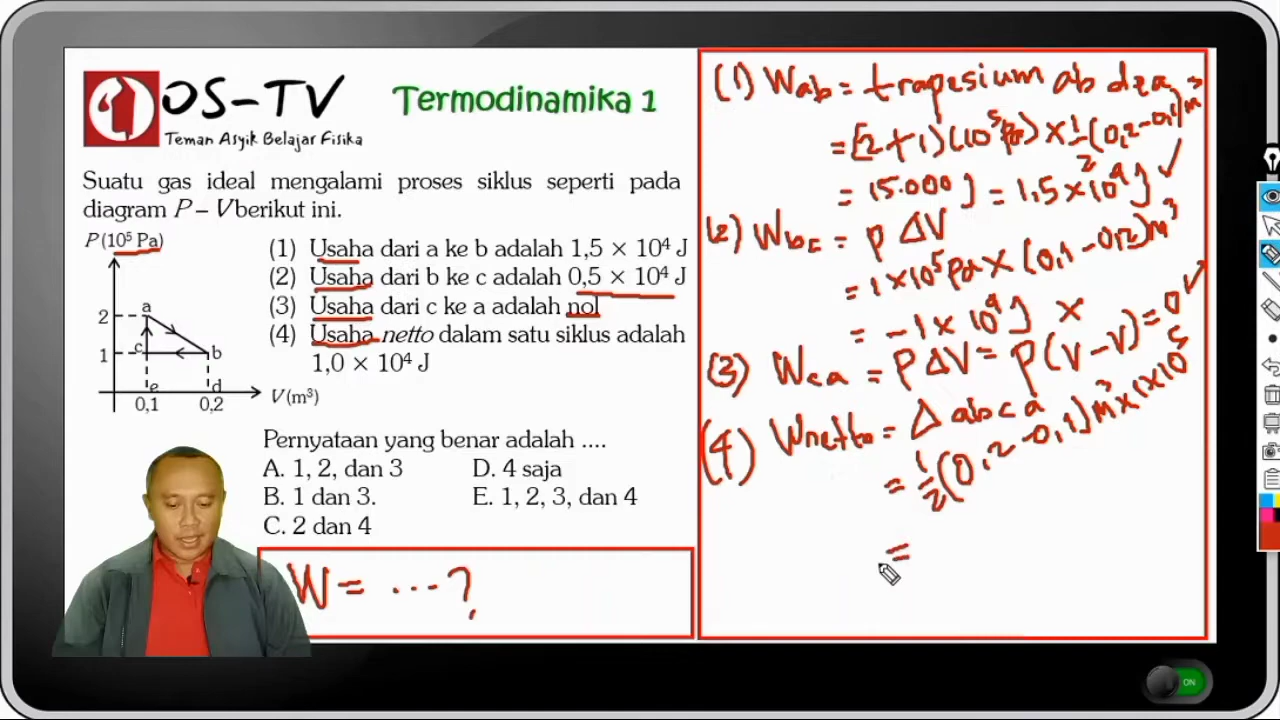 OS-TV
Teman Asyik Belajar Fisika
Termodinamika 1
Suatu gas ideal mengalami proses siklus seperti pada
diagram P – V berikut ini.
P (10⁵ Pa)
2
1
a
c
b
e
d
0,1
0,2
V (m³)
(1) Usaha dari a ke b adalah 1,5 × 10⁴ J
(2) Usaha dari b ke c adalah 0,5 × 10⁴ J
(3) Usaha dari c ke a adalah nol
(4) Usaha netto dalam satu siklus adalah
1,0 × 10⁴ J
Pernyataan yang benar adalah ....
A. 1, 2, dan 3
D. 4 saja
B. 1 dan 3.
E. 1, 2, 3, dan 4
C. 2 dan 4
W = ...?
(1) Wab = trapesium ab dea
= (2+1)(10⁵ Pa) × 1/2 (0,2 – 0,1) m³
= 15.000 J = 1,5 × 10⁴ J ✓
(2) Wbc = P ΔV
= 1 × 10⁵ Pa × (0,1 – 0,2) m³
= –1 × 10⁴ J ×
(3) Wca = P ΔV = P (V – V) = 0 ✓
(4) Wnetto = Δ abca
= 1/2 (0,2 – 0,1) m³ × 1 × 10⁵
=
ON